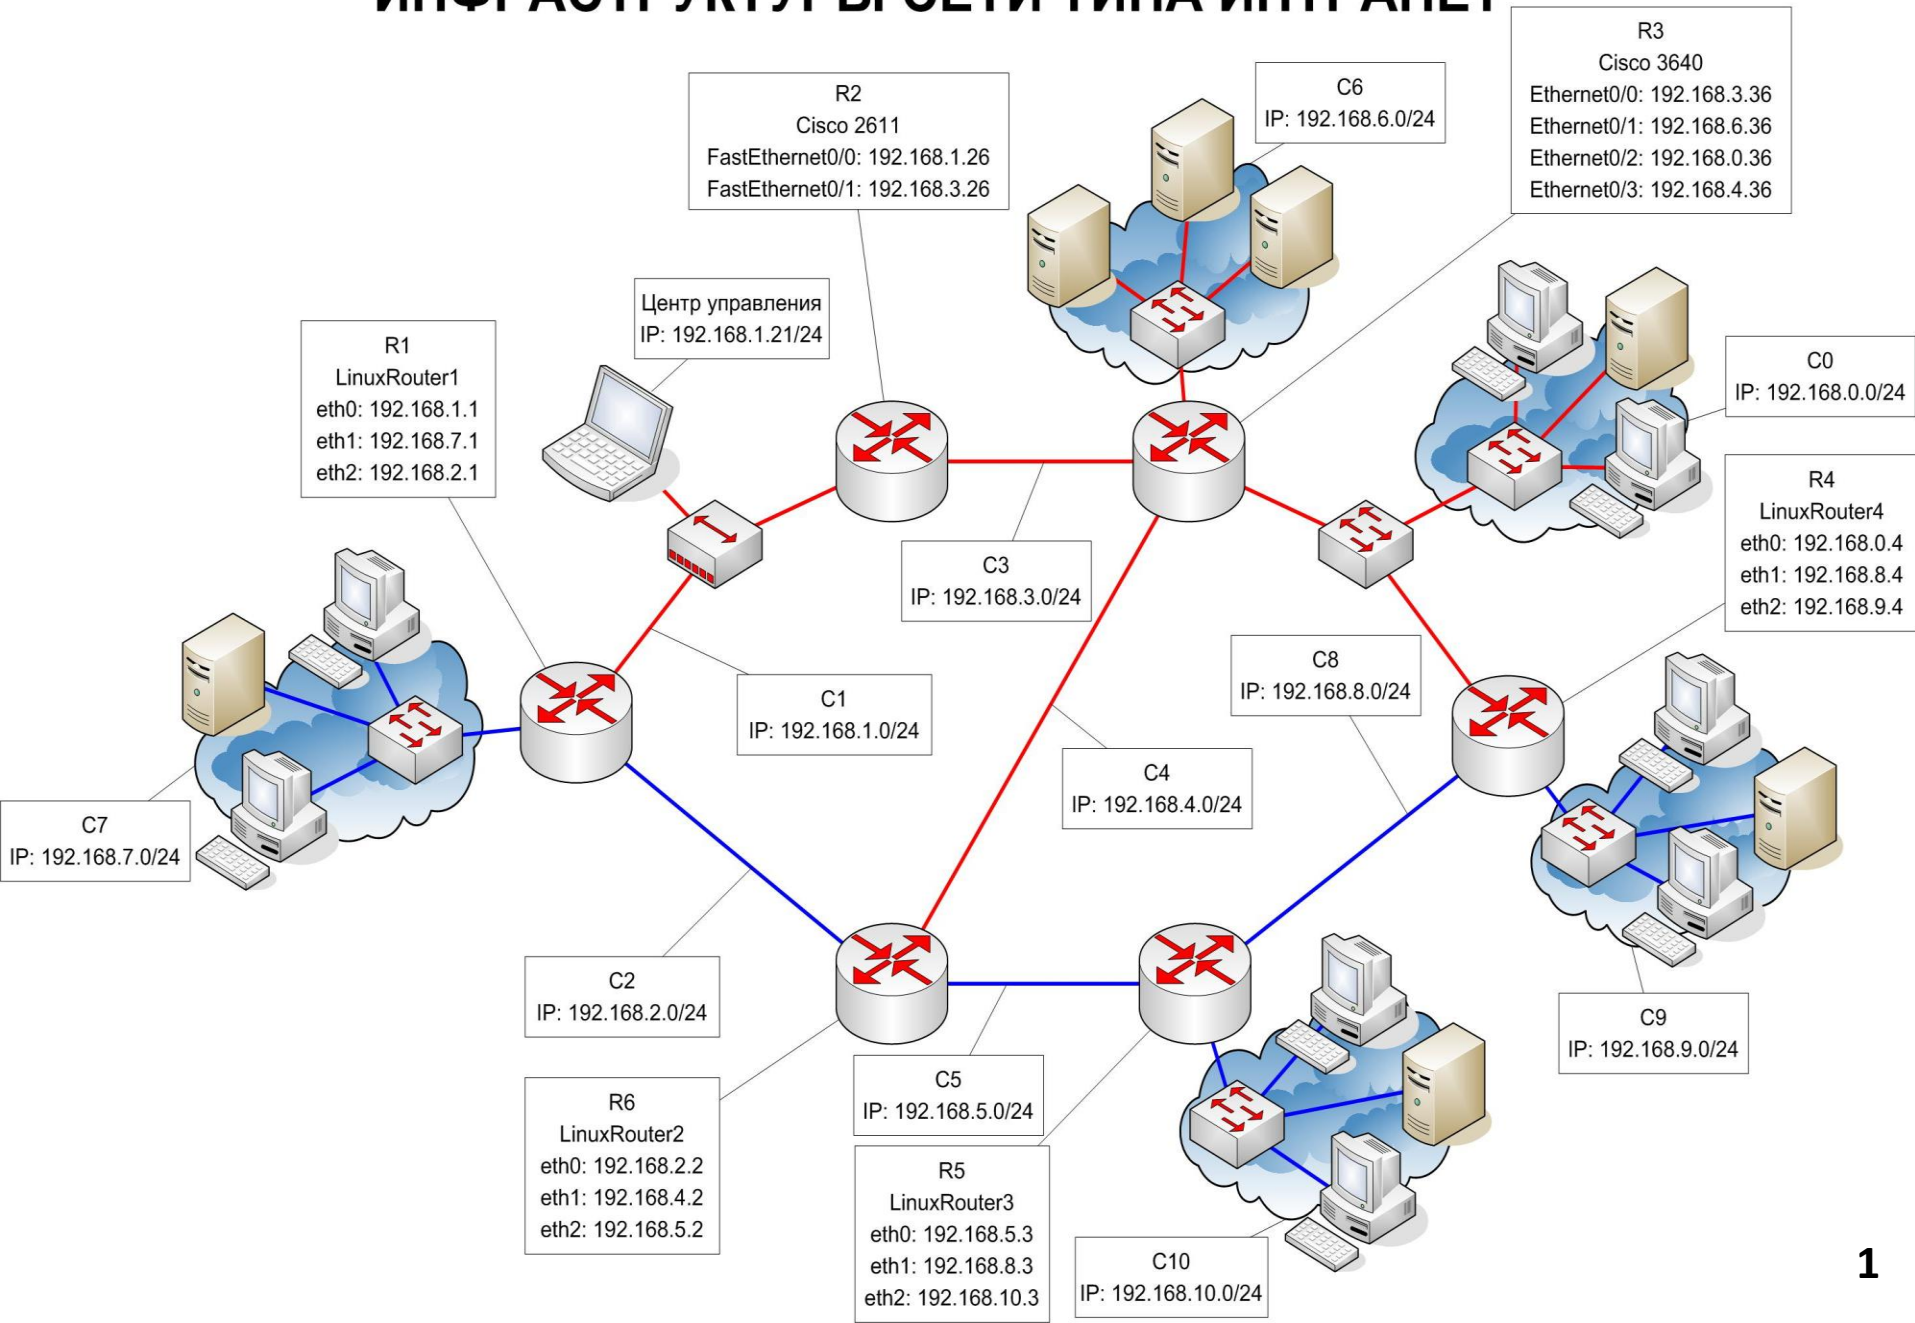 ИНФРАСТРУКТУРЫ СЕТИ ТИПА ИНТРАНЕТ
R3
Cisco 3640
Ethernet0/0: 192.168.3.36
Ethernet0/1: 192.168.6.36
Ethernet0/2: 192.168.0.36
Ethernet0/3: 192.168.4.36
C6
IP: 192.168.6.0/24
R2
Cisco 2611
FastEthernet0/0: 192.168.1.26
FastEthernet0/1: 192.168.3.26
Центр управления
IP: 192.168.1.21/24
R1
LinuxRouter1
eth0: 192.168.1.1
eth1: 192.168.7.1
eth2: 192.168.2.1
C0
IP: 192.168.0.0/24
R4
LinuxRouter4
eth0: 192.168.0.4
eth1: 192.168.8.4
eth2: 192.168.9.4
C3
IP: 192.168.3.0/24
C8
IP: 192.168.8.0/24
C1
IP: 192.168.1.0/24
C4
IP: 192.168.4.0/24
C7
IP: 192.168.7.0/24
C2
IP: 192.168.2.0/24
C9
IP: 192.168.9.0/24
C5
IP: 192.168.5.0/24
R6
LinuxRouter2
eth0: 192.168.2.2
eth1: 192.168.4.2
eth2: 192.168.5.2
R5
LinuxRouter3
eth0: 192.168.5.3
eth1: 192.168.8.3
eth2: 192.168.10.3
C10
IP: 192.168.10.0/24
1